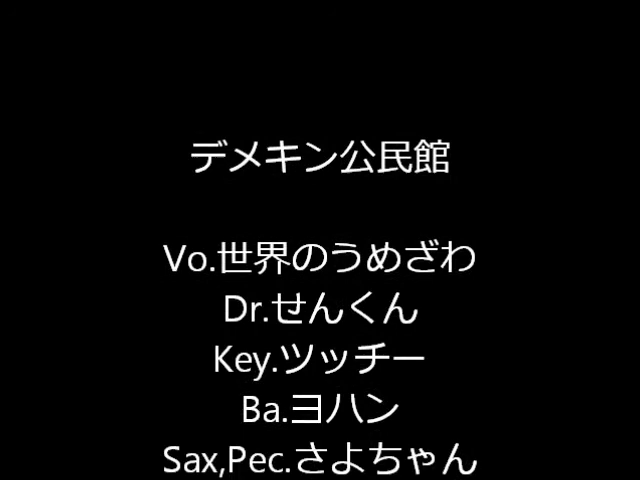 デメキン公民館
Vo.世界のうめざわ
Dr.せんくん
Key.ツッチー
Ba.ヨハン
Sax,Pec.さよちゃん